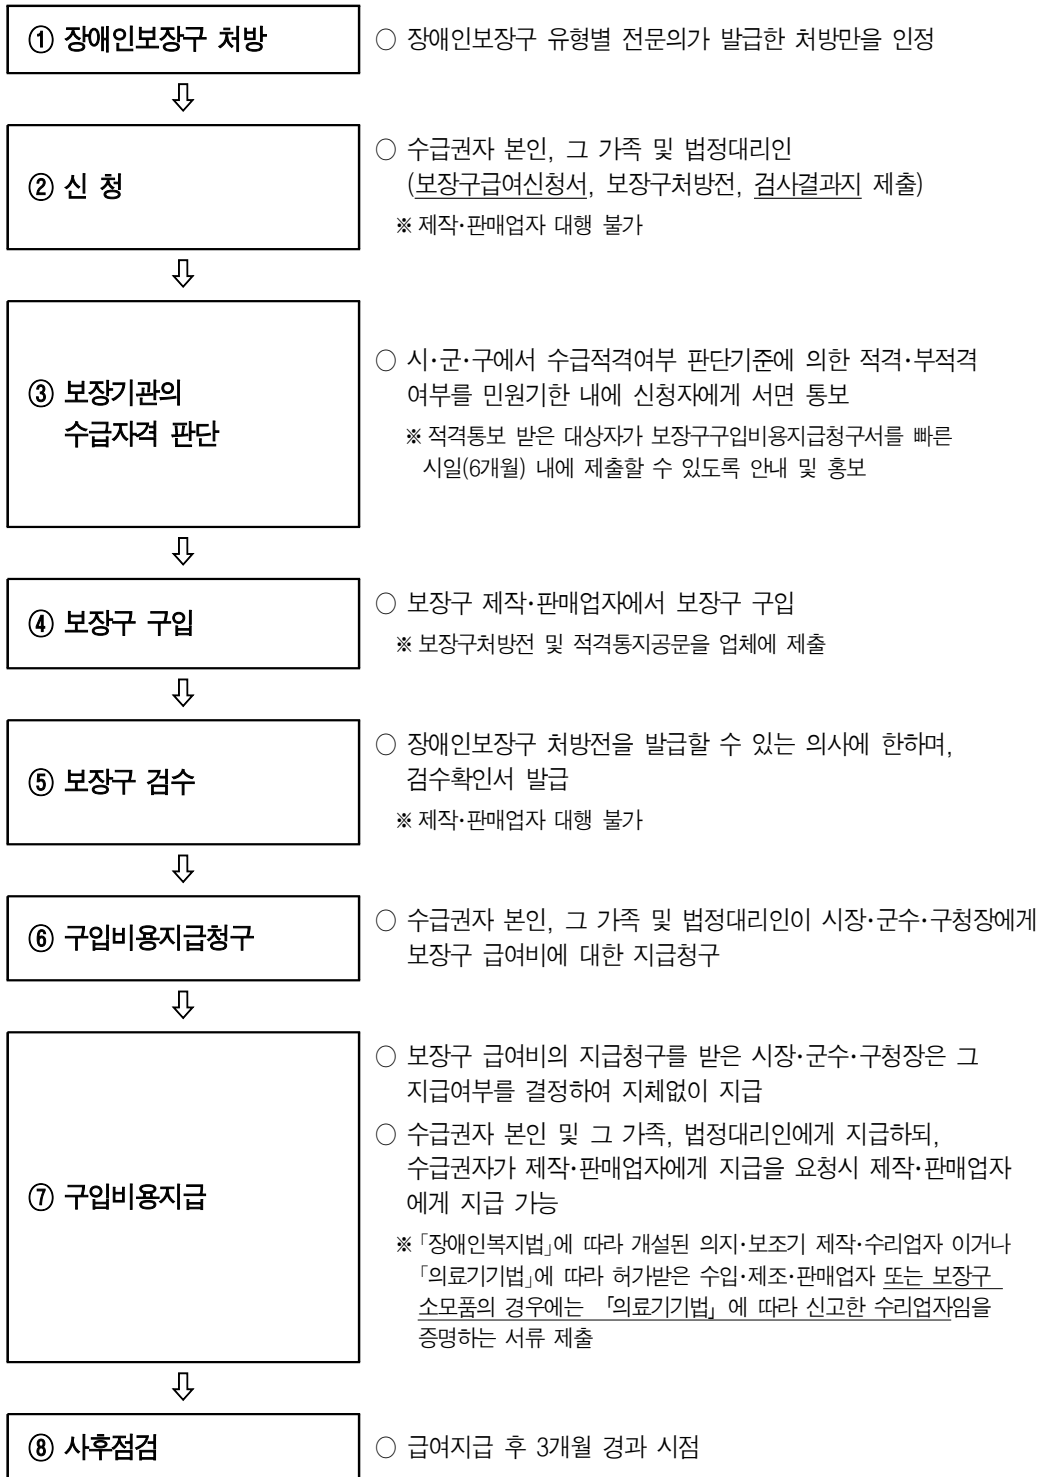 ① 장애인보장구 처방
○ 장애인보장구 유형별 전문의가 발급한 처방만을 인정
⇩
② 신 청
○ 수급권자 본인, 그 가족 및 법정대리인
(보장구급여신청서, 보장구처방전, 검사결과지 제출)
※ 제작·판매업자 대행 불가
⇩
③ 보장기관의
수급자격 판단
○ 시·군·구에서 수급적격여부 판단기준에 의한 적격·부적격
여부를 민원기한 내에 신청자에게 서면 통보
※ 적격통보 받은 대상자가 보장구구입비용지급청구서를 빠른
시일(6개월) 내에 제출할 수 있도록 안내 및 홍보
⇩
④ 보장구 구입
○ 보장구 제작·판매업자에서 보장구 구입
※ 보장구처방전 및 적격통지공문을 업체에 제출
⇩
⑤ 보장구 검수
○ 장애인보장구 처방전을 발급할 수 있는 의사에 한하며,
검수확인서 발급
※ 제작·판매업자 대행 불가
⇩
⑥ 구입비용지급청구
○ 수급권자 본인, 그 가족 및 법정대리인이 시장·군수·구청장에게
보장구 급여비에 대한 지급청구
⇩
⑦ 구입비용지급
○ 보장구 급여비의 지급청구를 받은 시장·군수·구청장은 그
지급여부를 결정하여 지체없이 지급
○ 수급권자 본인 및 그 가족, 법정대리인에게 지급하되,
수급권자가 제작·판매업자에게 지급을 요청시 제작·판매업자
에게 지급 가능
※「장애인복지법」에 따라 개설된 의지·보조기 제작·수리업자 이거나
「의료기기법」에 따라 허가받은 수입·제조·판매업자 또는 보장구
소모품의 경우에는 「의료기기법」에 따라 신고한 수리업자임을
증명하는 서류 제출
⇩
⑧ 사후점검
○ 급여지급 후 3개월 경과 시점